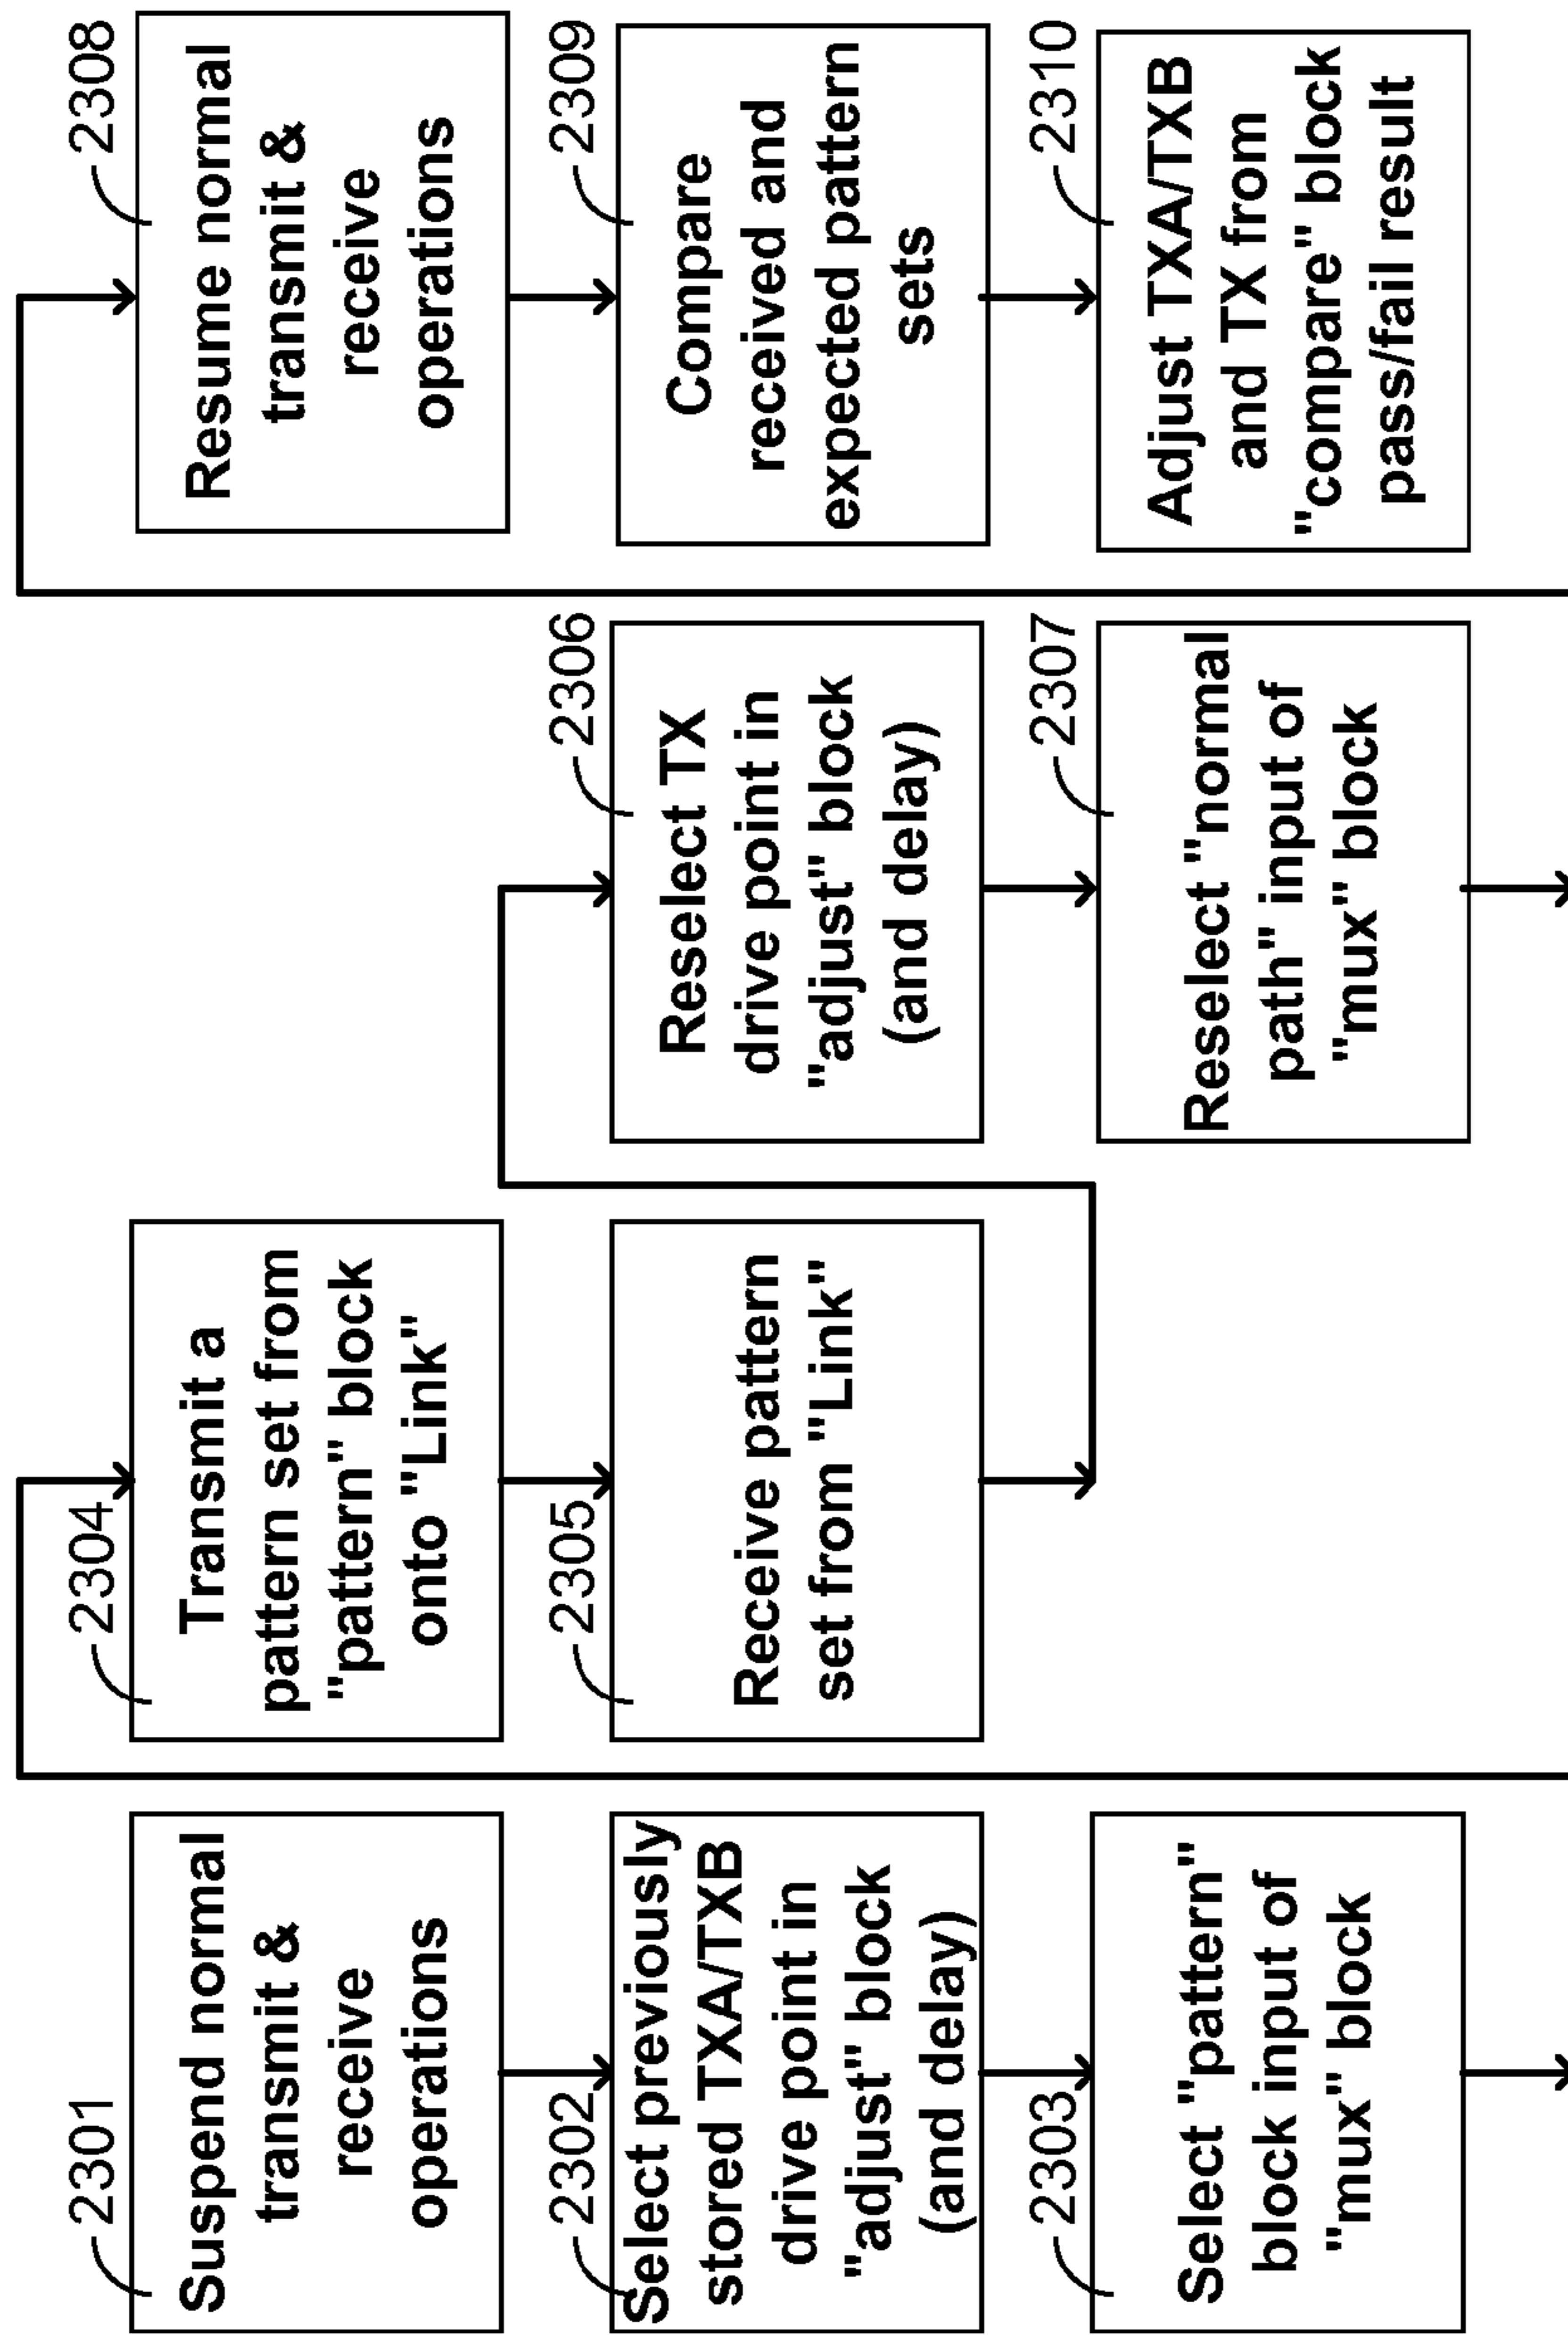 2301
Suspend normal
transmit &
receive
operations
2302
Select previously
stored TXA/TXB
drive point in
"adjust" block
(and delay)
2303
Select "pattern"
block input of
"mux" block
2304
Transmit a
pattern set from
"pattern" block
onto "Link"
2305
Receive pattern
set from "Link"
2306
Reselect TX
drive point in
"adjust" block
(and delay)
2307
Reselect "normal
path" input of
"mux" block
2308
Resume normal
transmit &
receive
operations
2309
Compare
received and
expected pattern
sets
2310
Adjust TXA/TXB
and TX from
"compare" block
pass/fail result